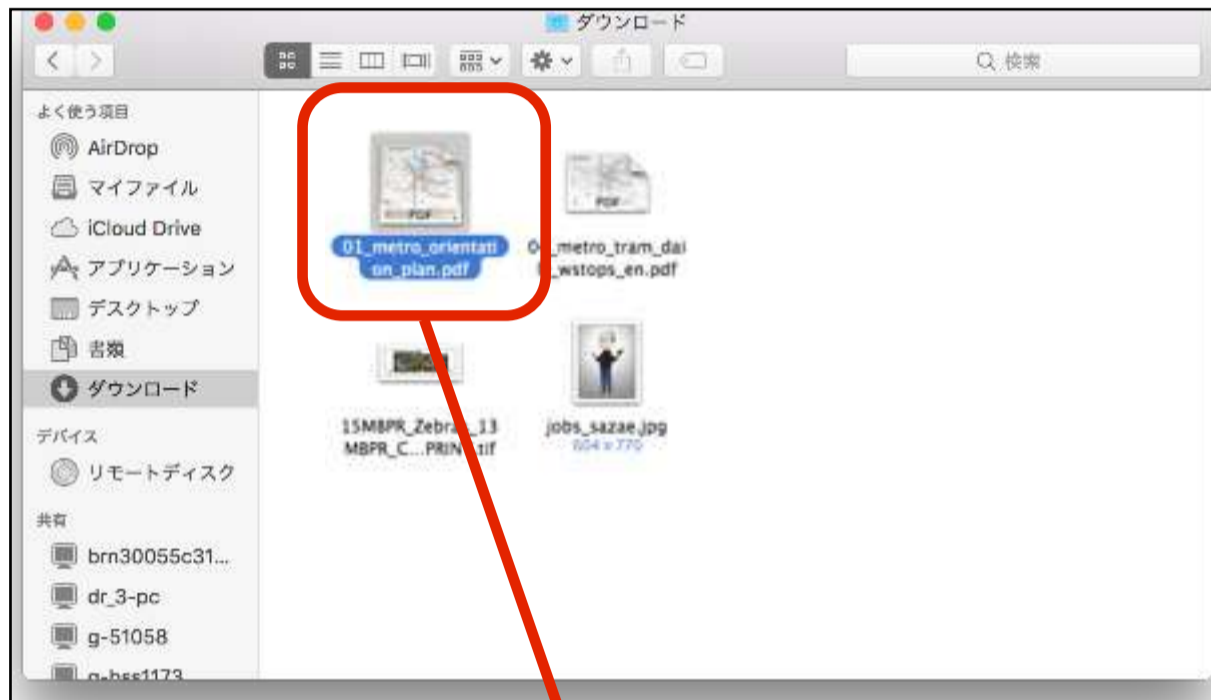 ダウンロード
検索
よく使う項目
AirDrop
マイファイル
iCloud Drive
アプリケーション
デスクトップ
書類
ダウンロード
デバイス
リモートディスク
共有
brn30055c31...
dr_3-pc
g-51058
g-bss1173
PDF
01_metro_orientati
on_plan.pdf
PDF
_metro_tram_dai
_wstops_en.pdf
15MBPR_Zebra_13
MBPR_C...PRINT.tif
jobs_sazae.jpg